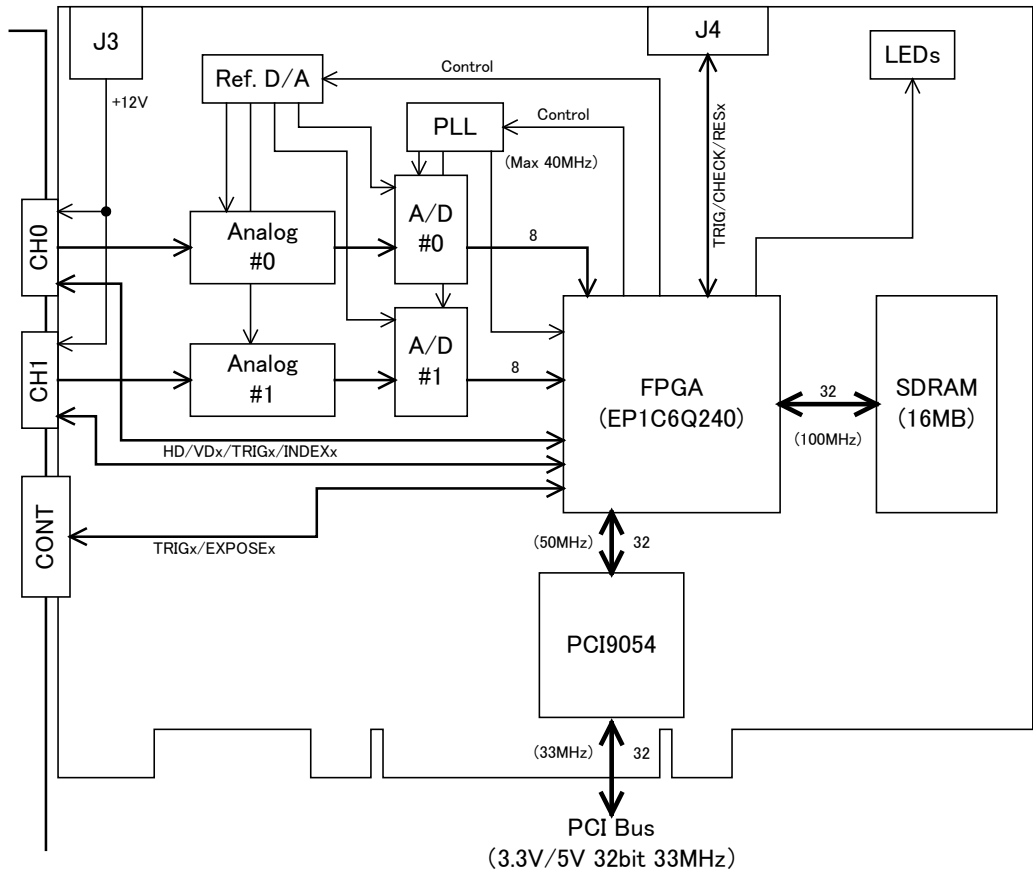 J3
J4
LEDs
Ref. D/A
Control
+12V
PLL
Control
(Max 40MHz)
TRIG/CHECK/RESx
CH0
Analog
#0
A/D
#0
8
CH1
Analog
#1
A/D
#1
8
FPGA
(EP1C6Q240)
32
(100MHz)
SDRAM
(16MB)
HD/VDx/TRIGx/INDEXx
CONT
TRIGx/EXPOSEx
(50MHz)
32
PCI9054
(33MHz)
32
PCI Bus
(3.3V/5V 32bit 33MHz)